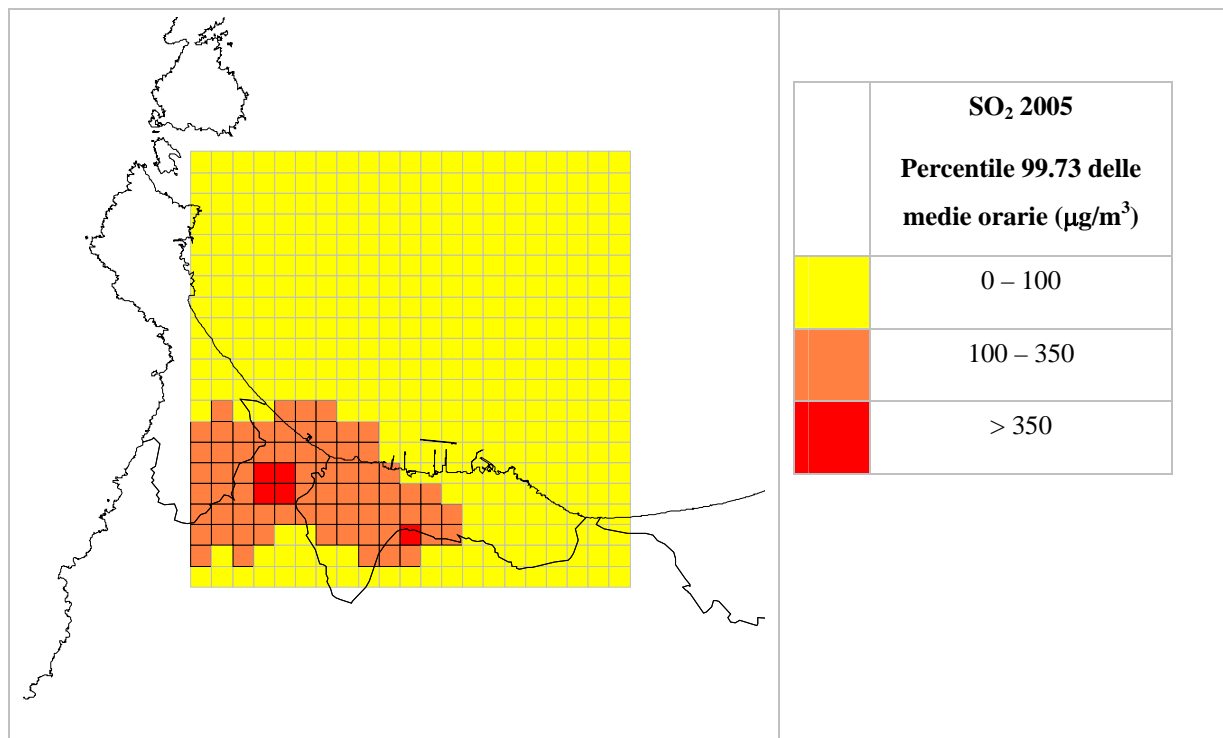 SO₂ 2005
Percentile 99.73 delle
medie orarie (µg/m³)
0 – 100
100 – 350
> 350